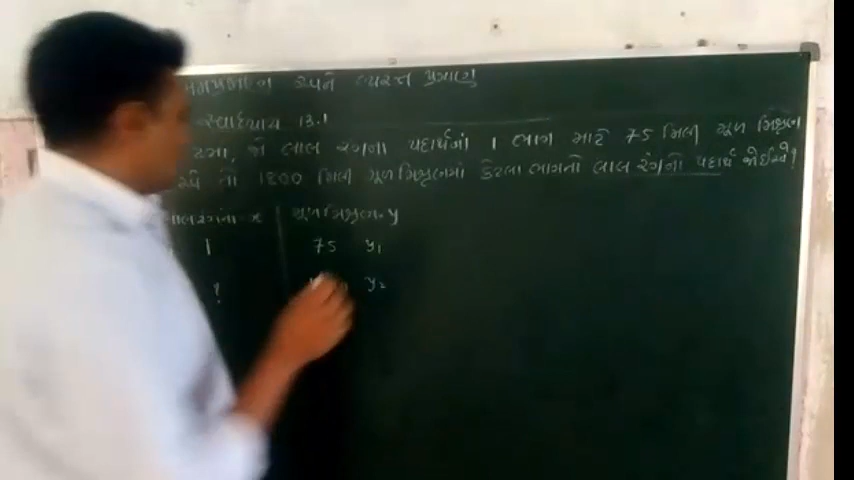 સમપ્રમાણ અને વ્યસ્ત પ્રમાણ
સ્વાધ્યાય 13.1
જો લાલ રંગના પદાર્થનાં 1 ભાગ માટે 75 મિલી મૂળ મિશ્રણ
તો 1800 મિલી મૂળ મિશ્રણમાં કેટલા ભાગનો લાલ રંગનો પદાર્થ જોઈએ?
લાલ રંગના x મૂળ મિશ્રણ y
1 75 y₁
? y₂